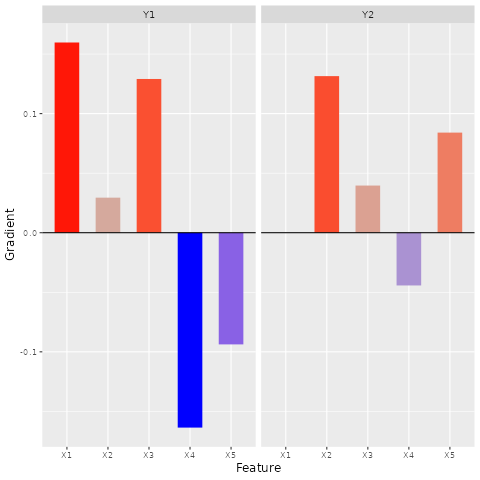 Y1 Y2
Gradient
0.1
0.0
-0.1
X1 X2 X3 X4 X5 X1 X2 X3 X4 X5
Feature